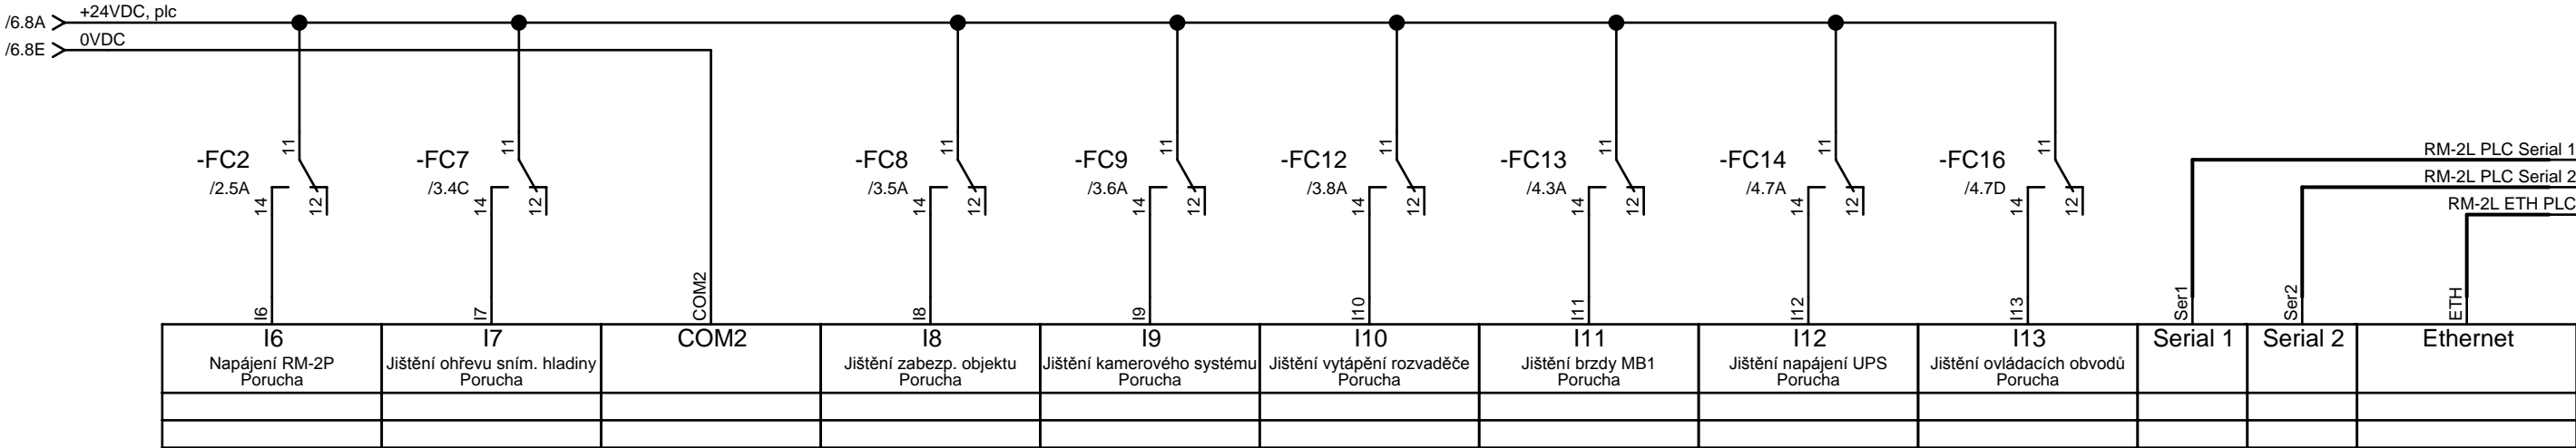 /6.8A
+24VDC, plc
/6.8E
0VDC
-FC2
/2.5A
11
14
12
-FC7
/3.4C
11
14
12
-FC8
/3.5A
11
14
12
-FC9
/3.6A
11
14
12
-FC12
/3.8A
11
14
12
-FC13
/4.3A
11
14
12
-FC14
/4.7A
11
14
12
-FC16
/4.7D
11
14
12
RM-2L PLC Serial 1
RM-2L PLC Serial 2
RM-2L ETH PLC
I6
I7
COM2
I8
I9
I10
I11
I12
I13
Ser1
Ser2
ETH
I6
Napájení RM-2P
Porucha
I7
Jištění ohřevu sním. hladiny
Porucha
COM2
I8
Jištění zabezp. objektu
Porucha
I9
Jištění kamerového systému
Porucha
I10
Jištění vytápění rozvaděče
Porucha
I11
Jištění brzdy MB1
Porucha
I12
Jištění napájení UPS
Porucha
I13
Jištění ovládacích obvodů
Porucha
Serial 1
Serial 2
Ethernet